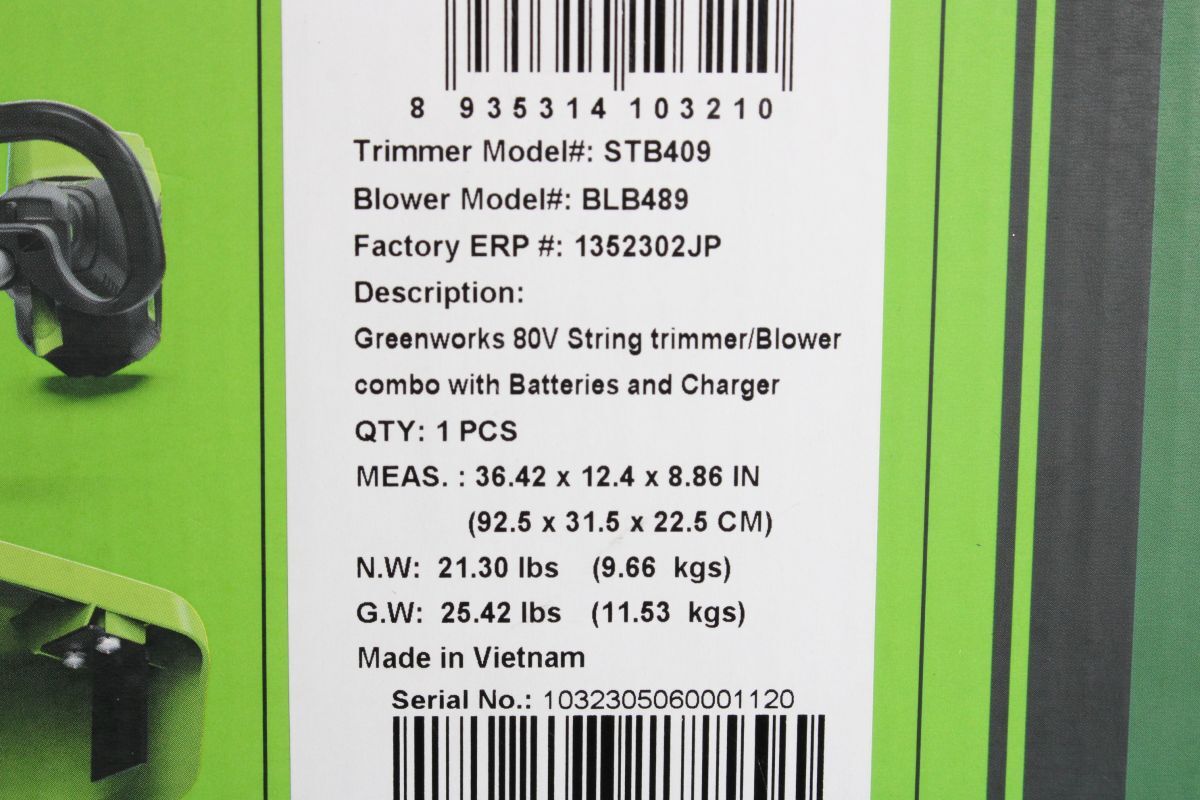 8 935314 103210
Trimmer Model#: STB409
Blower Model#: BLB489
Factory ERP #: 1352302JP
Description:
Greenworks 80V String trimmer/Blower
combo with Batteries and Charger
QTY: 1 PCS
MEAS. : 36.42 x 12.4 x 8.86 IN
(92.5 x 31.5 x 22.5 CM)
N.W: 21.30 lbs (9.66 kgs)
G.W: 25.42 lbs (11.53 kgs)
Made in Vietnam
Serial No.: 1032305060001120